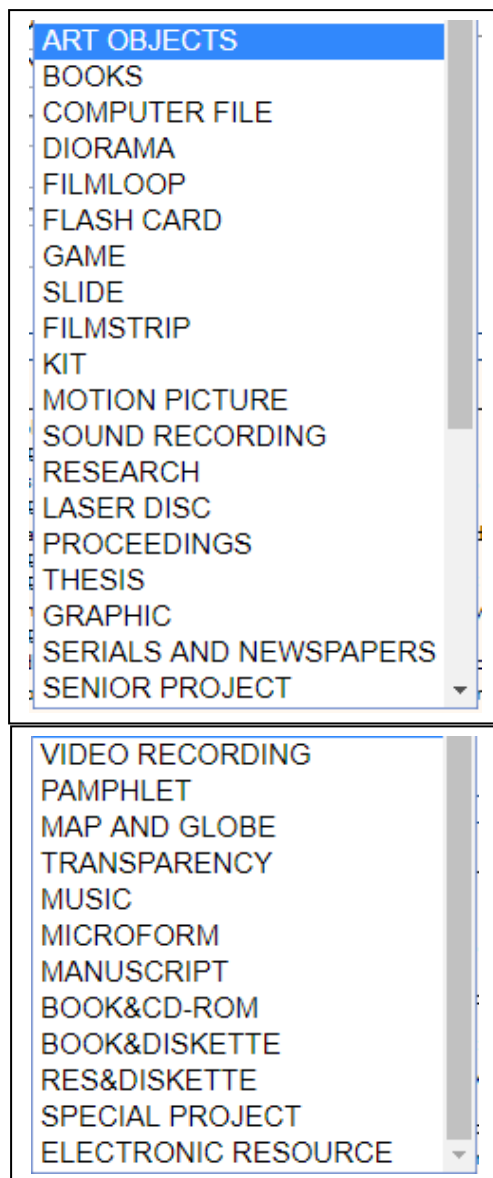 ART OBJECTS
BOOKS
COMPUTER FILE
DIORAMA
FILMLOOP
FLASH CARD
GAME
SLIDE
FILMSTRIP
KIT
MOTION PICTURE
SOUND RECORDING
RESEARCH
LASER DISC
PROCEEDINGS
THESIS
GRAPHIC
SERIALS AND NEWSPAPERS
SENIOR PROJECT
VIDEO RECORDING
PAMPHLET
MAP AND GLOBE
TRANSPARENCY
MUSIC
MICROFORM
MANUSCRIPT
BOOK&CD-ROM
BOOK&DISKETTE
RES&DISKETTE
SPECIAL PROJECT
ELECTRONIC RESOURCE